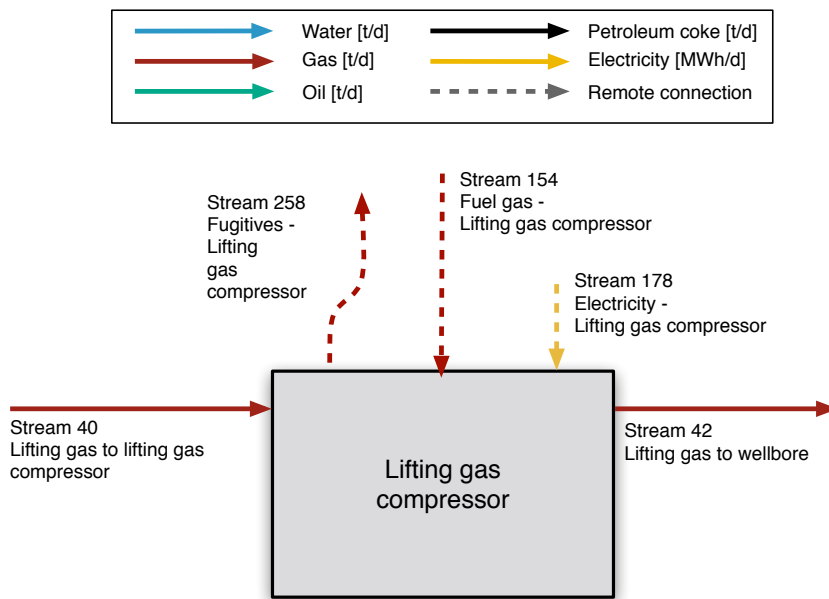 Water [t/d]
Gas [t/d]
Oil [t/d]
Petroleum coke [t/d]
Electricity [MWh/d]
Remote connection
Stream 258
Fugitives -
Lifting
gas
compressor
Stream 154
Fuel gas -
Lifting gas compressor
Stream 178
Electricity -
Lifting gas compressor
Stream 40
Lifting gas to lifting gas
compressor
Lifting gas
compressor
Stream 42
Lifting gas to wellbore